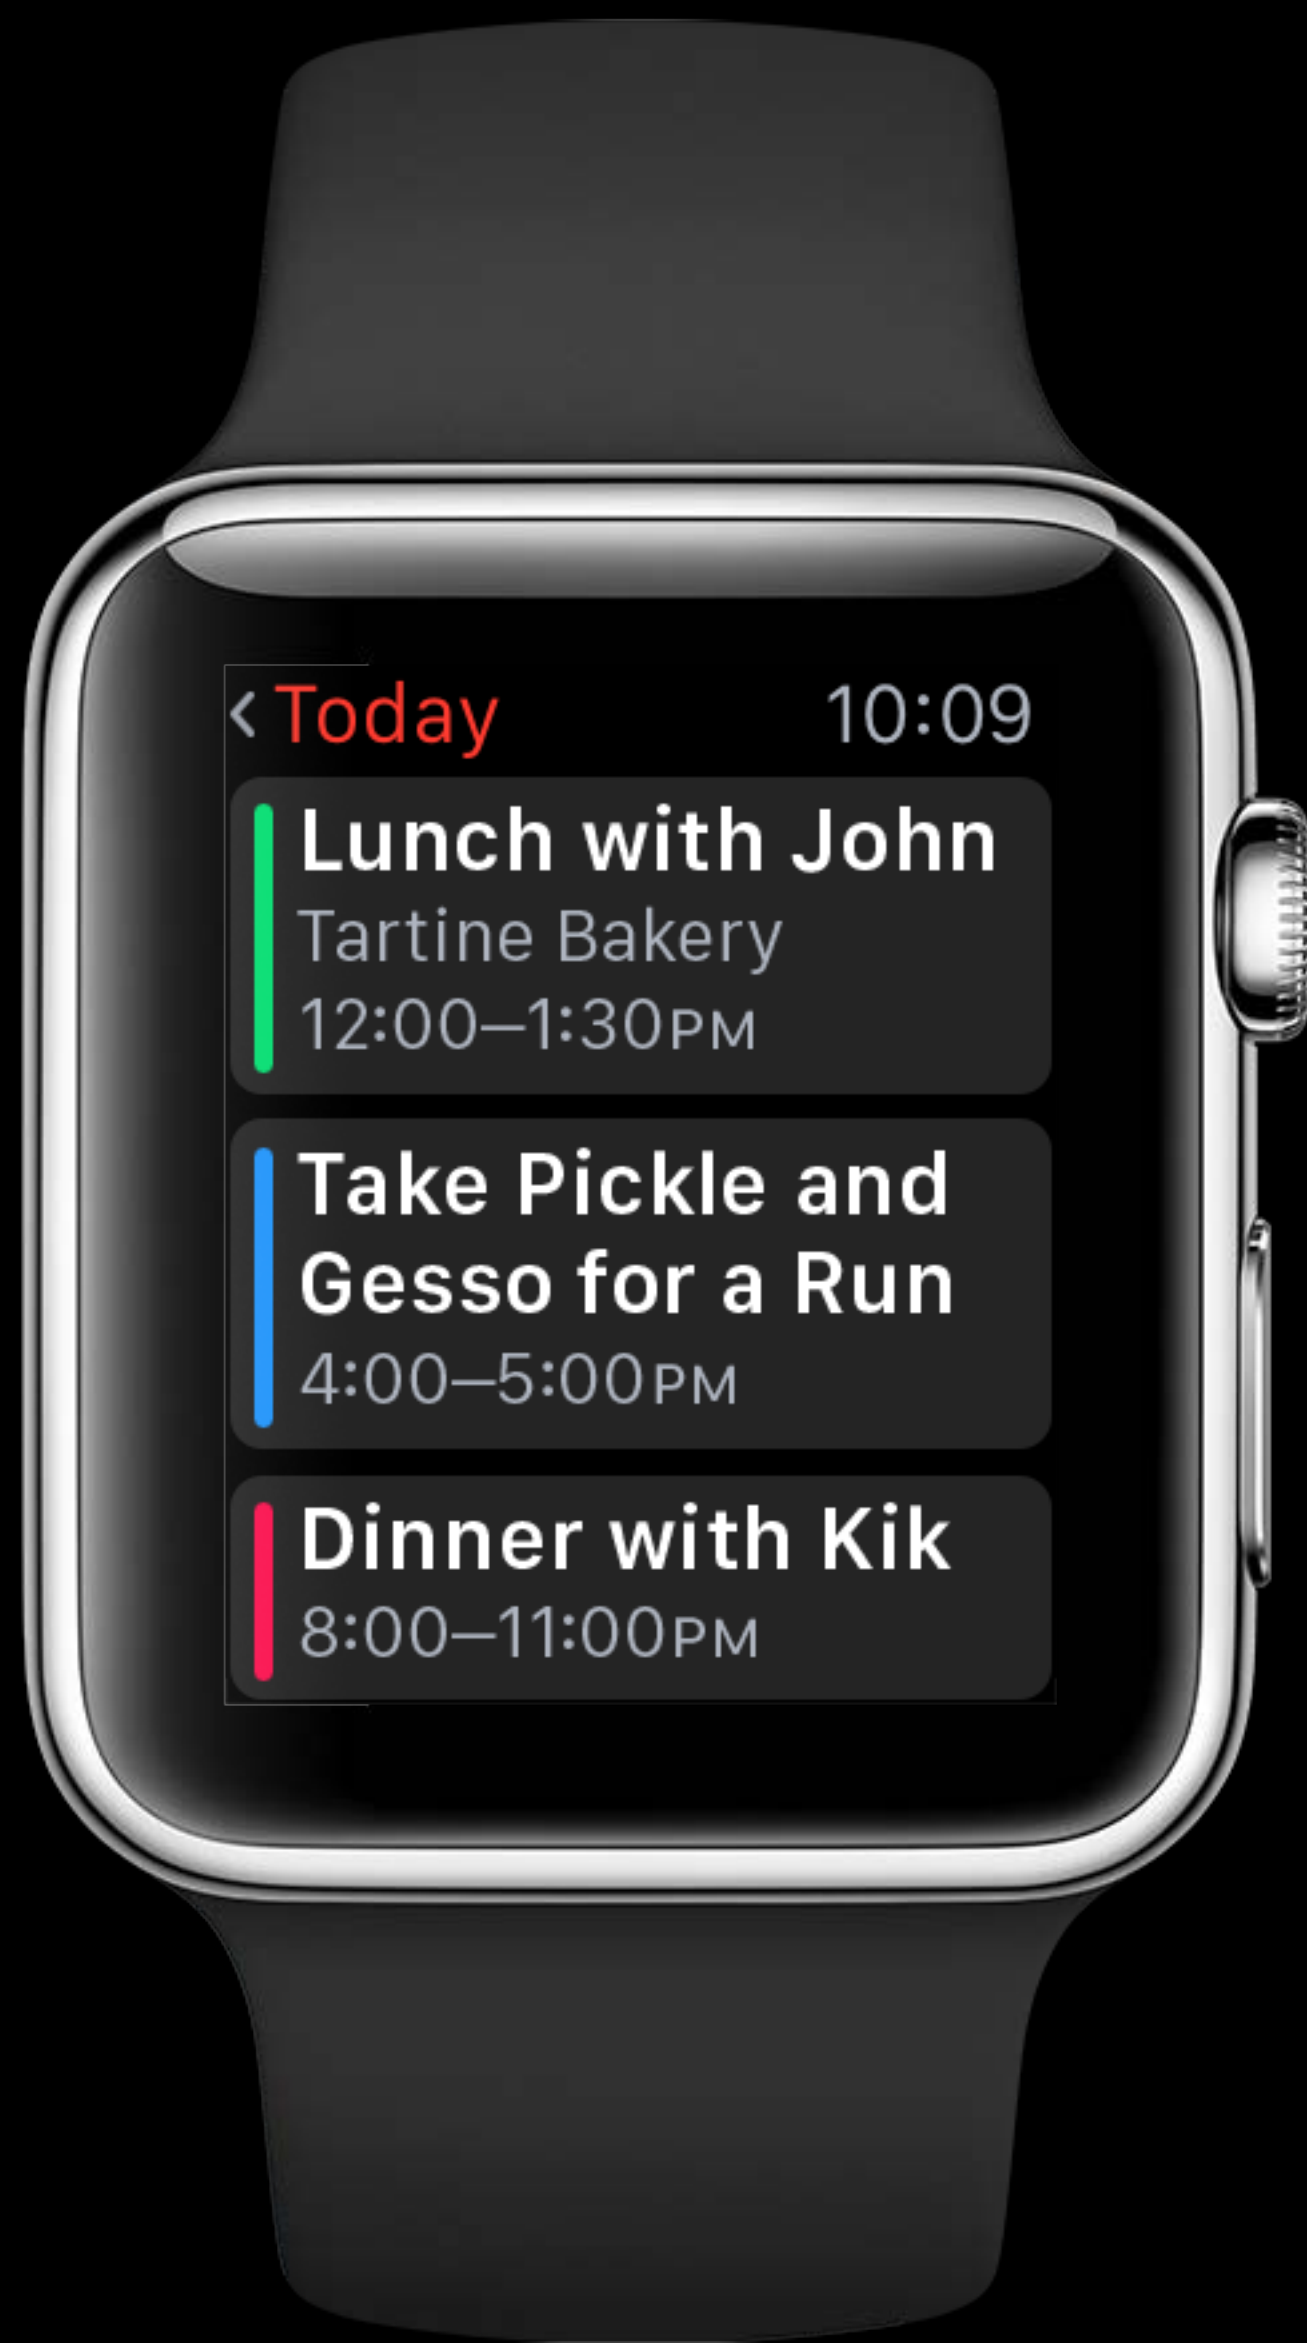 < Today 10:09
Lunch with John
Tartine Bakery
12:00–1:30PM
Take Pickle and
Gesso for a Run
4:00–5:00PM
Dinner with Kik
8:00–11:00PM